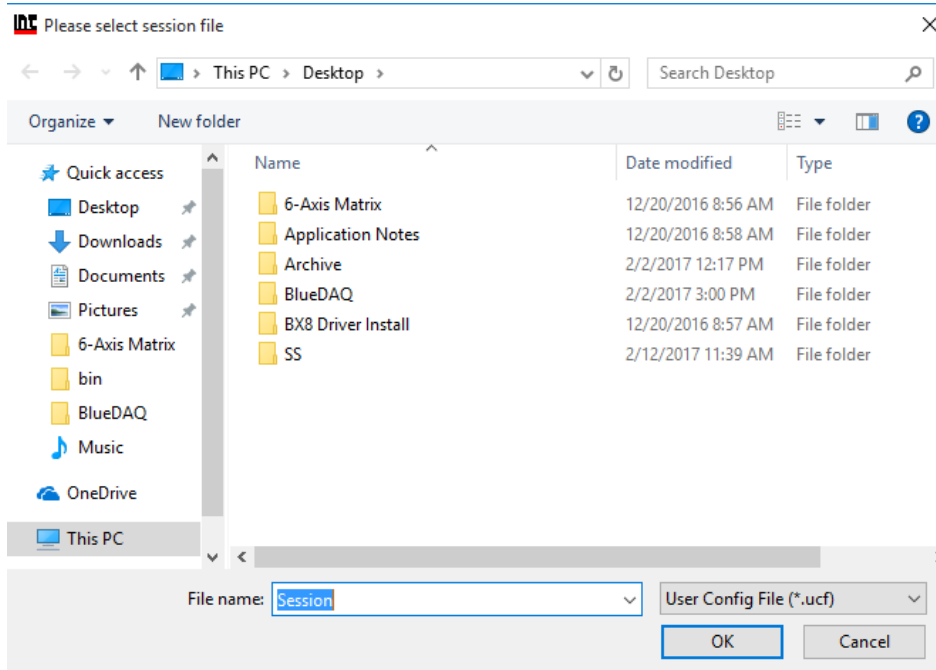 Please select session file
This PC > Desktop >
Search Desktop
Organize
New folder
Name
Date modified
Type
Quick access
Desktop
Downloads
Documents
Pictures
6-Axis Matrix
bin
BlueDAQ
Music
OneDrive
This PC
6-Axis Matrix 12/20/2016 8:56 AM File folder
Application Notes 12/20/2016 8:58 AM File folder
Archive 2/2/2017 12:17 PM File folder
BlueDAQ 2/2/2017 3:00 PM File folder
BX8 Driver Install 12/20/2016 8:57 AM File folder
SS 2/12/2017 11:39 AM File folder
File name: Session
User Config File (*.ucf)
OK
Cancel